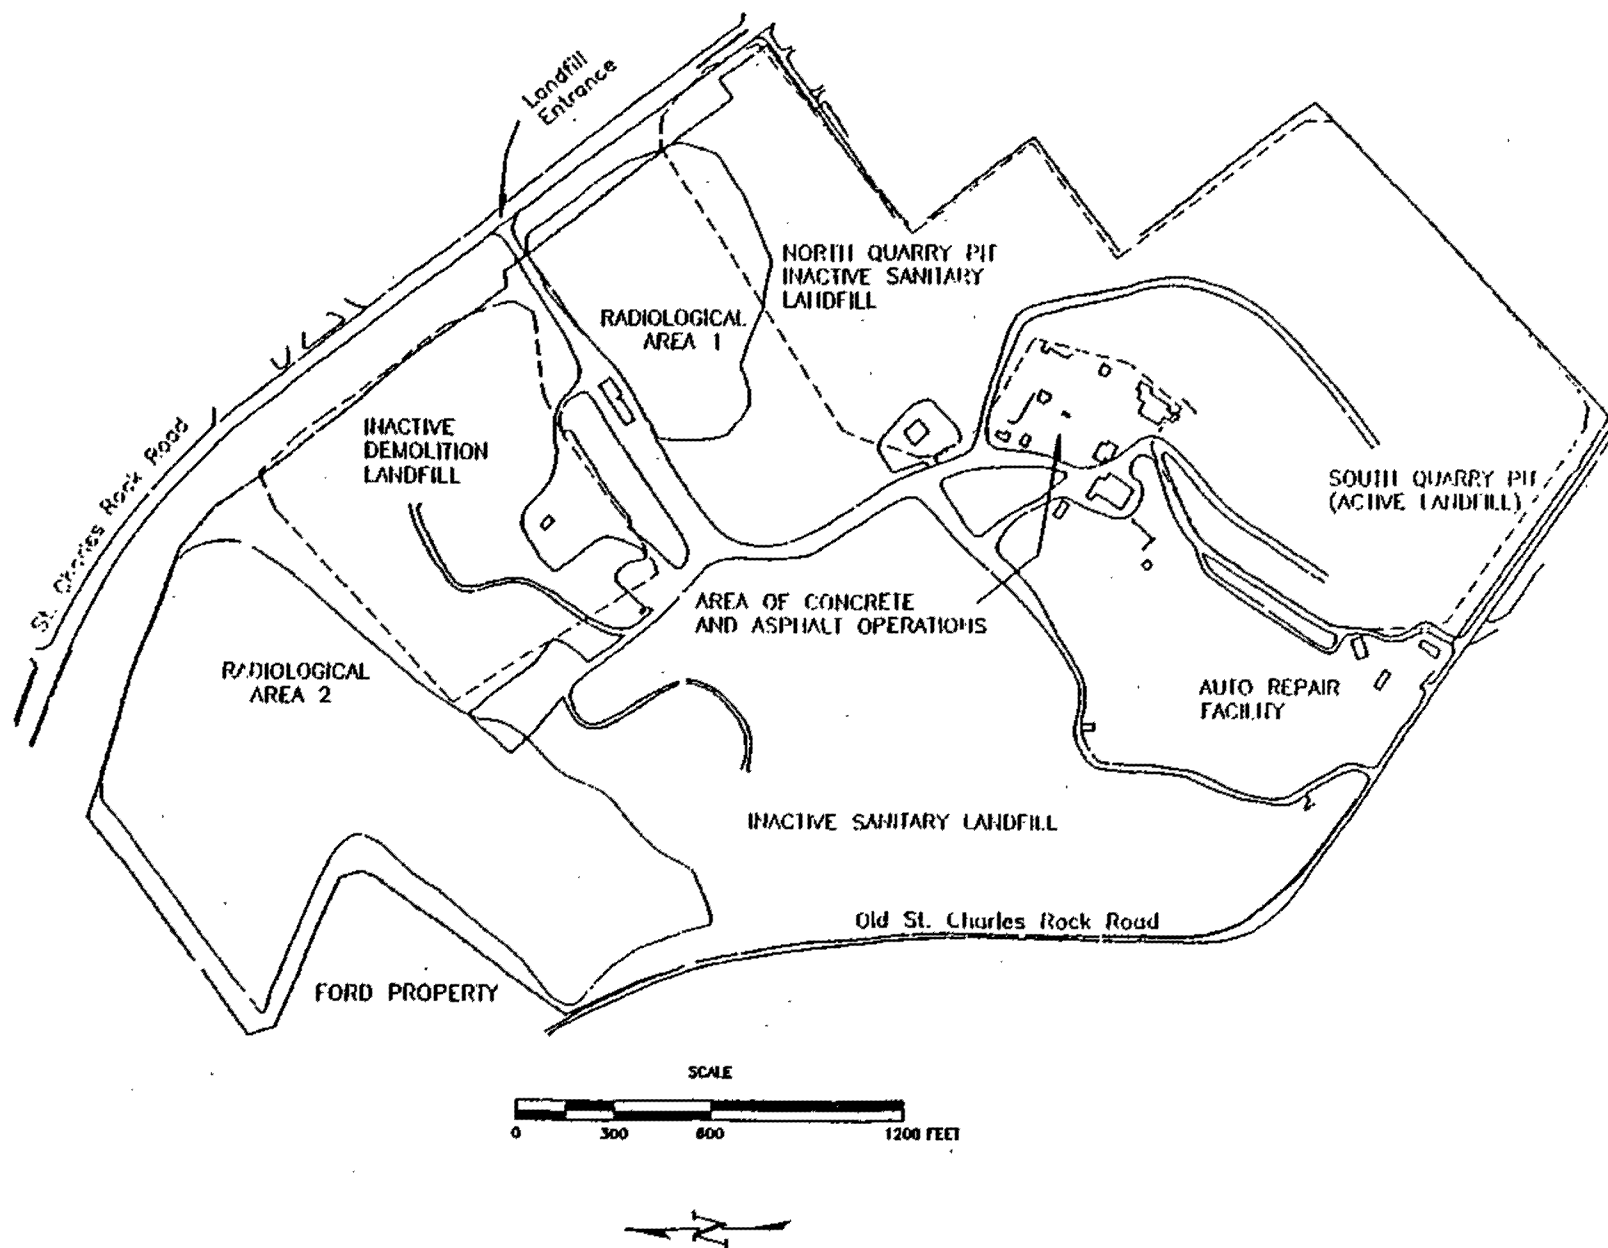 Landfill
Entrance
NORTH QUARRY PIT
INACTIVE SANITARY
LANDFILL
RADIOLOGICAL
AREA 1
St. Charles Rock Road
INACTIVE
DEMOLITION
LANDFILL
SOUTH QUARRY PIT
(ACTIVE LANDFILL)
AREA OF CONCRETE
AND ASPHALT OPERATIONS
RADIOLOGICAL
AREA 2
AUTO REPAIR
FACILITY
INACTIVE SANITARY LANDFILL
Old St. Charles Rock Road
FORD PROPERTY
SCALE
0 300 600 1200 FEET
N